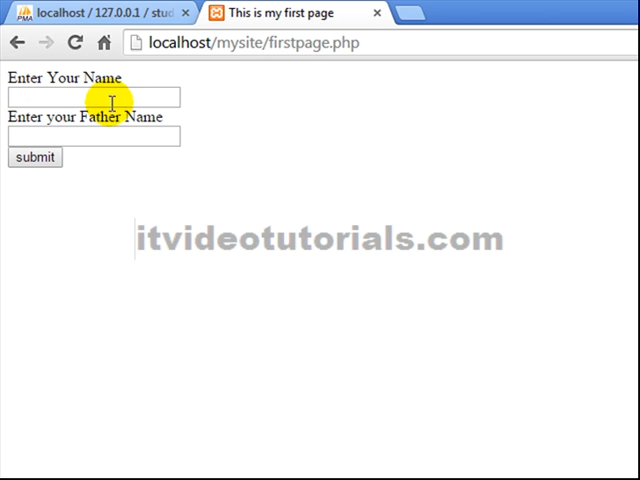 localhost / 127.0.0.1 / stud
This is my first page
localhost/mysite/firstpage.php
Enter Your Name
Enter your Father Name
submit
itvideotutorials.com